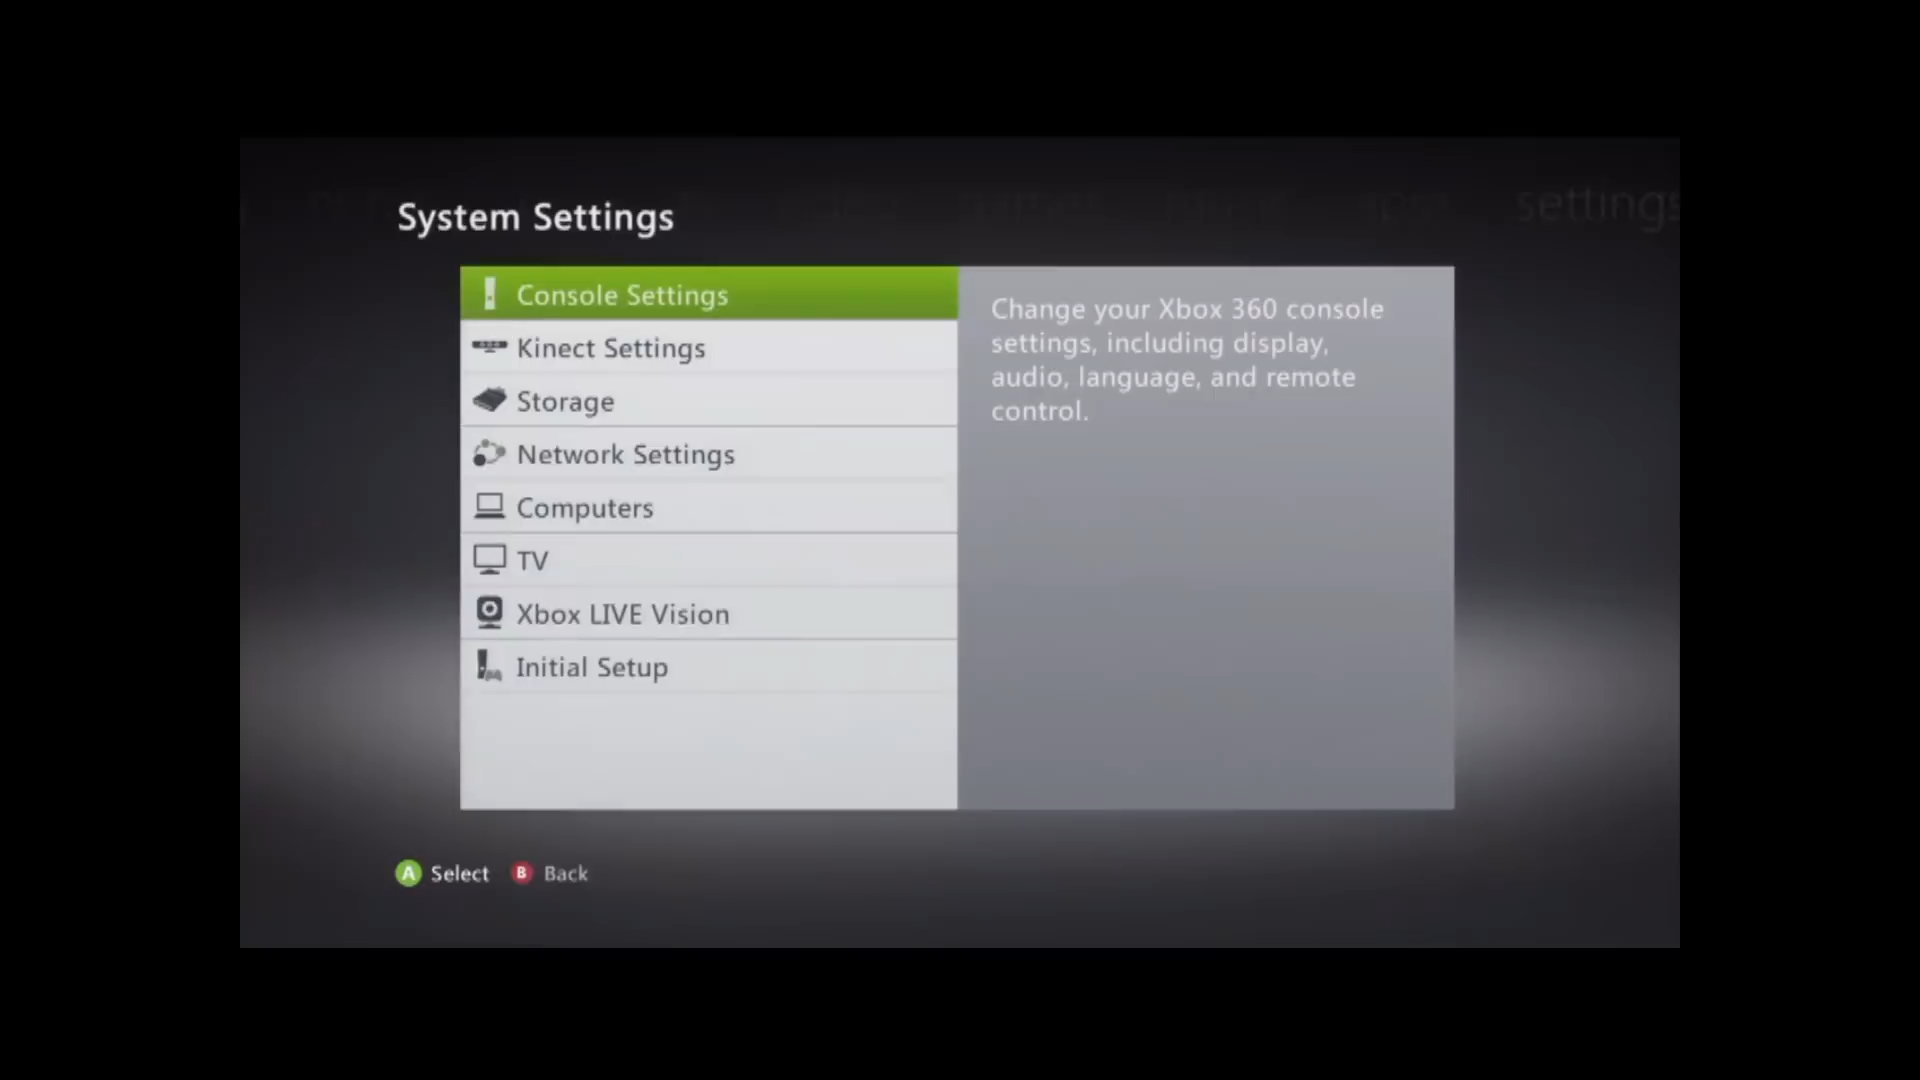 settings
System Settings
Console Settings
Kinect Settings
Storage
Network Settings
Computers
TV
Xbox LIVE Vision
Initial Setup
Change your Xbox 360 console
settings, including display,
audio, language, and remote
control.
A Select B Back